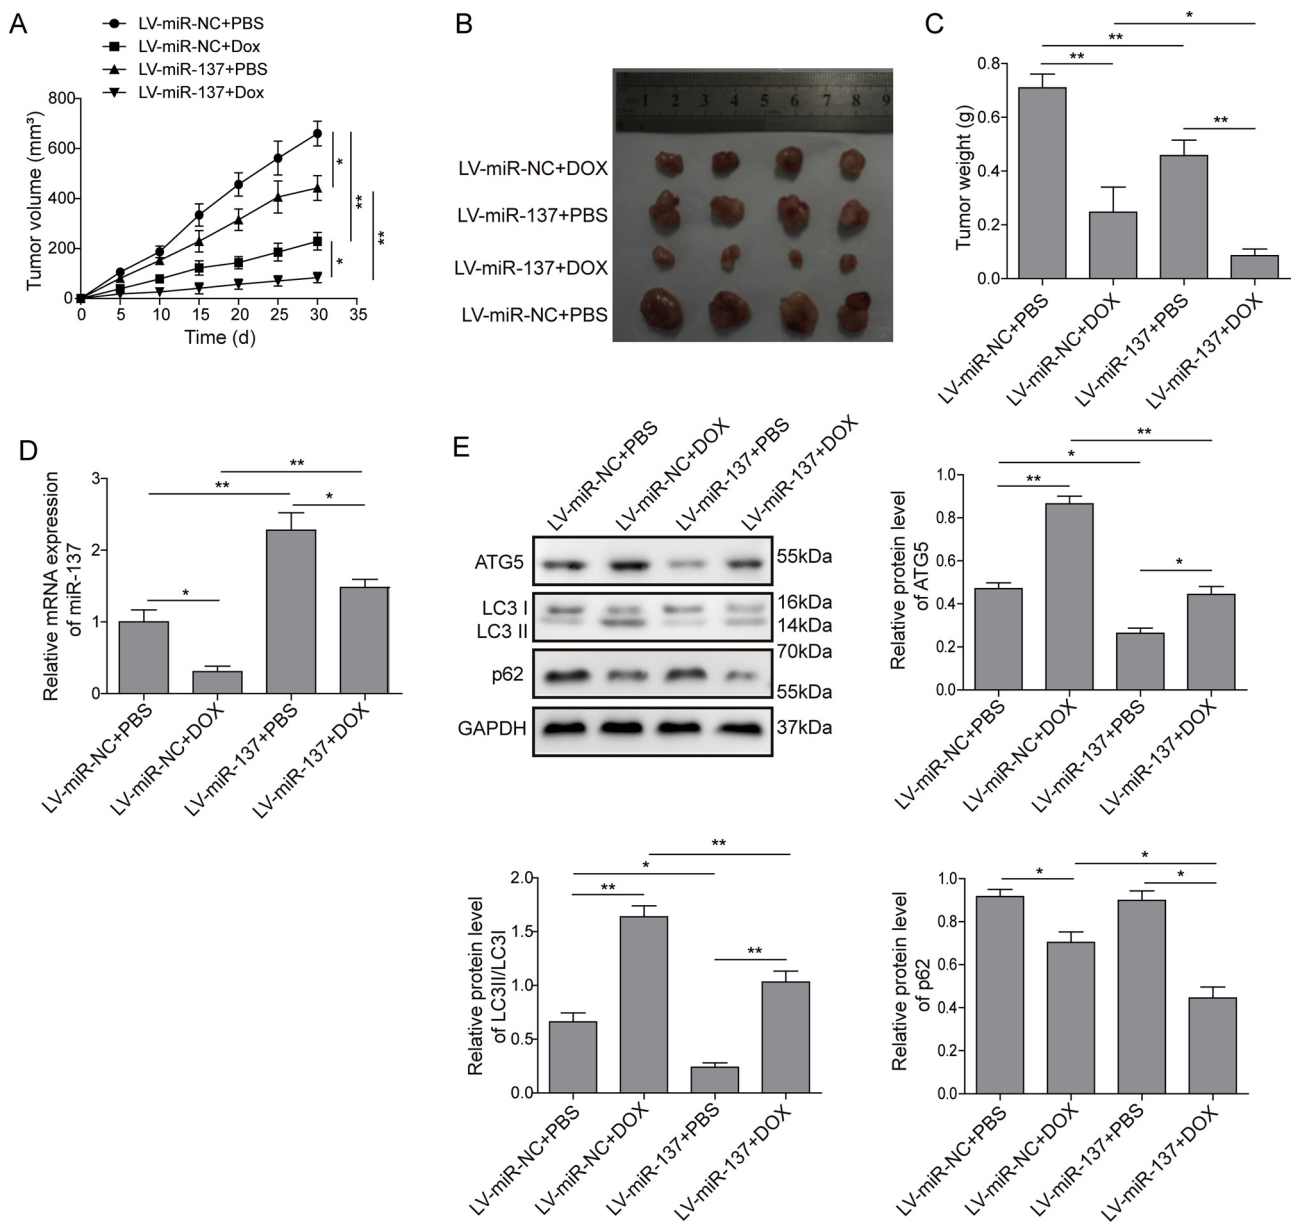 A
LV-miR-NC+PBS
LV-miR-NC+Dox
LV-miR-137+PBS
LV-miR-137+Dox
Tumor volume (mm³)
800
600
400
200
0
0 5 10 15 20 25 30 35
Time (d)
*
**
**
*
B
cm 1 2 3 4 5 6 7 8 9
LV-miR-NC+DOX
LV-miR-137+PBS
LV-miR-137+DOX
LV-miR-NC+PBS
C
Tumor weight (g)
0.8
0.6
0.4
0.2
0.0
*
**
**
**
LV-miR-NC+PBS
LV-miR-NC+DOX
LV-miR-137+PBS
LV-miR-137+DOX
D
Relative mRNA expression
of miR-137
3
2
1
0
**
**
*
*
LV-miR-NC+PBS
LV-miR-NC+DOX
LV-miR-137+PBS
LV-miR-137+DOX
E
LV-miR-NC+PBS
LV-miR-NC+DOX
LV-miR-137+PBS
LV-miR-137+DOX
ATG5 55kDa
LC3 I 16kDa
LC3 II 14kDa
70kDa
p62
55kDa
GAPDH 37kDa
Relative protein level
of ATG5
1.0
0.8
0.6
0.4
0.2
0.0
**
*
**
*
LV-miR-NC+PBS
LV-miR-NC+DOX
LV-miR-137+PBS
LV-miR-137+DOX
Relative protein level
of LC3II/LC3I
2.0
1.5
1.0
0.5
0.0
**
*
**
**
LV-miR-NC+PBS
LV-miR-NC+DOX
LV-miR-137+PBS
LV-miR-137+DOX
Relative protein level
of p62
1.0
0.8
0.6
0.4
0.2
0.0
*
*
*
LV-miR-NC+PBS
LV-miR-NC+DOX
LV-miR-137+PBS
LV-miR-137+DOX